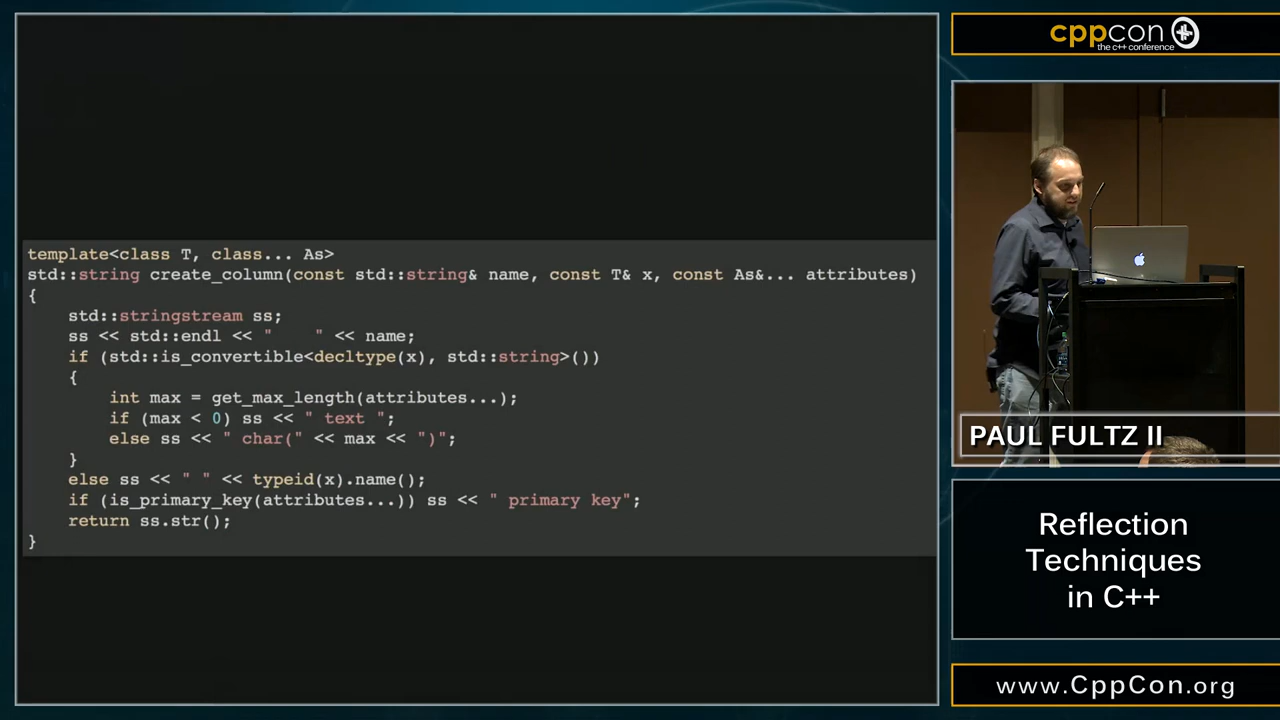 template<class T, class... As>
std::string create_column(const std::string& name, const T& x, const As&... attributes)
{
    std::stringstream ss;
    ss << std::endl << "    " << name;
    if (std::is_convertible<decltype(x), std::string>())
    {
        int max = get_max_length(attributes...);
        if (max < 0) ss << " text ";
        else ss << " char(" << max << ")";
    }
    else ss << " " << typeid(x).name();
    if (is_primary_key(attributes...)) ss << " primary key";
    return ss.str();
}
cppcon
the c++ conference
PAUL FULTZ II
Reflection
Techniques
in C++
www.CppCon.org